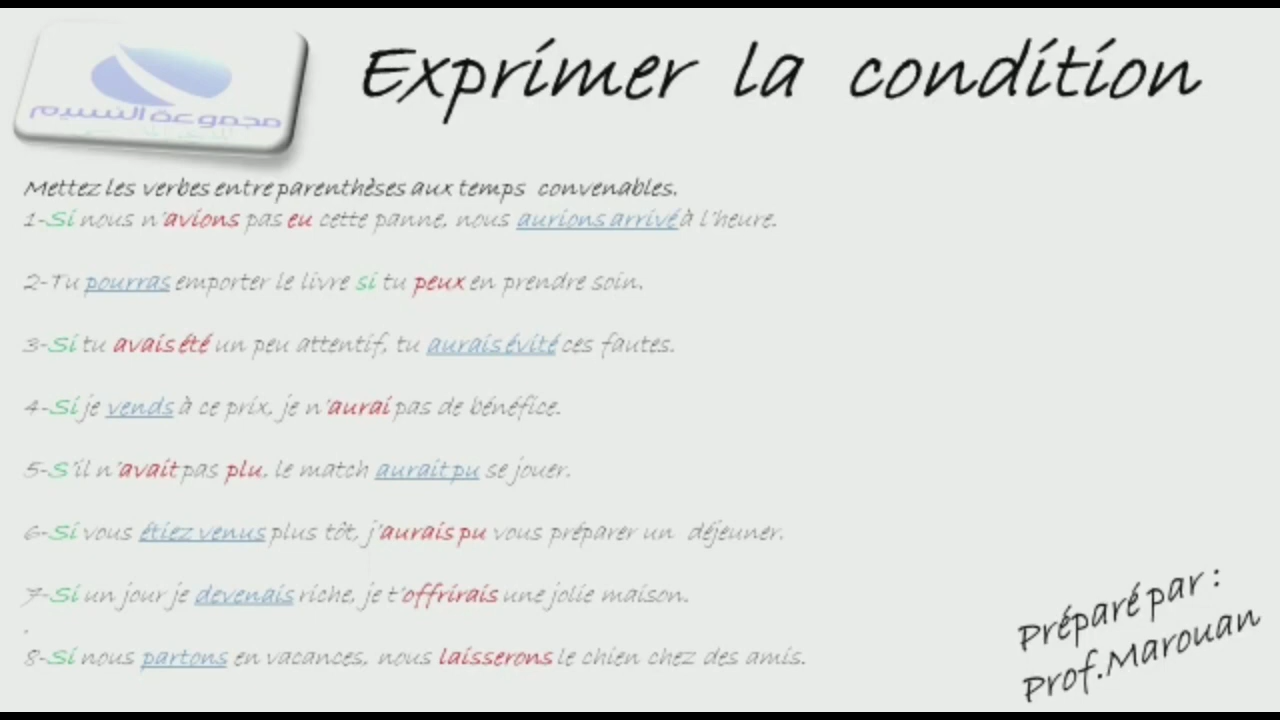 مجموعة النسيم
Exprimer la condition
Mettez les verbes entre parenthèses aux temps convenables.
1-Si nous n'avions pas eu cette panne, nous aurions arrivé à l'heure.
2-Tu pourras emporter le livre si tu peux en prendre soin.
3-Si tu avais été un peu attentif, tu aurais évité ces fautes.
4-Si je vends à ce prix, je n'aurai pas de bénéfice.
5-S'il n'avait pas plu, le match aurait pu se jouer.
6-Si vous étiez venus plus tôt, j'aurais pu vous préparer un déjeuner.
7-Si un jour je devenais riche, je t'offrirais une jolie maison.
.
8-Si nous partons en vacances, nous laisserons le chien chez des amis.
Préparé par :
Prof.Marouan